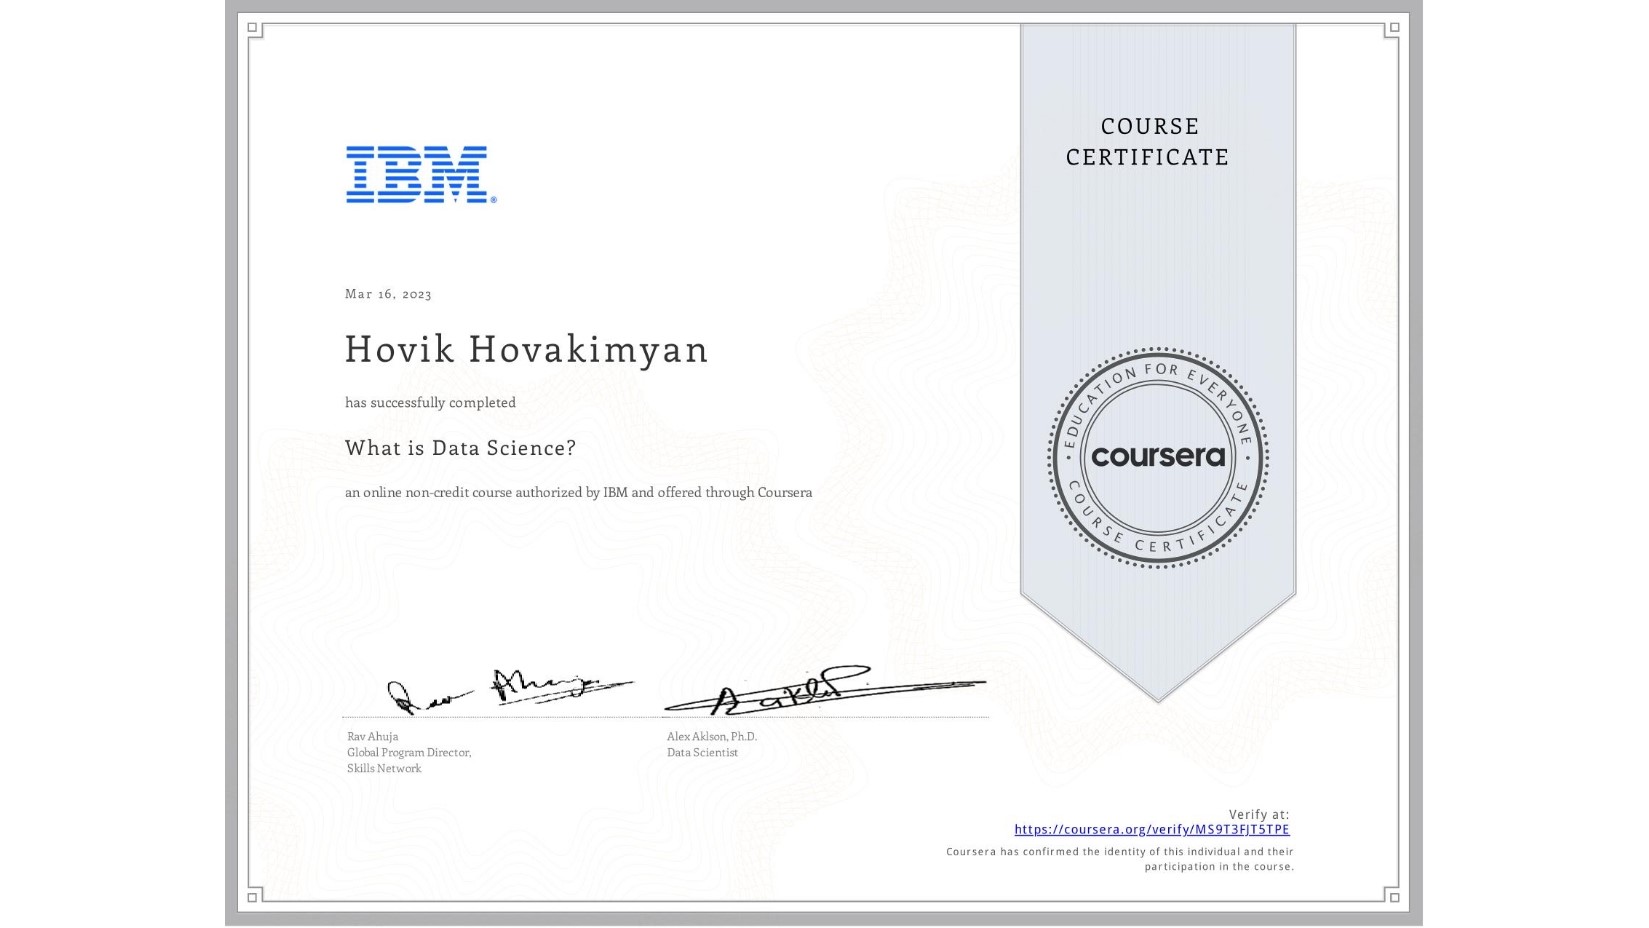 COURSE
CERTIFICATE
IBM®
Mar 16, 2023
Hovik Hovakimyan
has successfully completed
What is Data Science?
an online non-credit course authorized by IBM and offered through Coursera
EDUCATION FOR EVERYONE
coursera
COURSE CERTIFICATE
Rav Ahuja
Global Program Director,
Skills Network
Alex Aklson, Ph.D.
Data Scientist
Verify at:
https://coursera.org/verify/MS9T3FJT5TPE
Coursera has confirmed the identity of this individual and their
participation in the course.